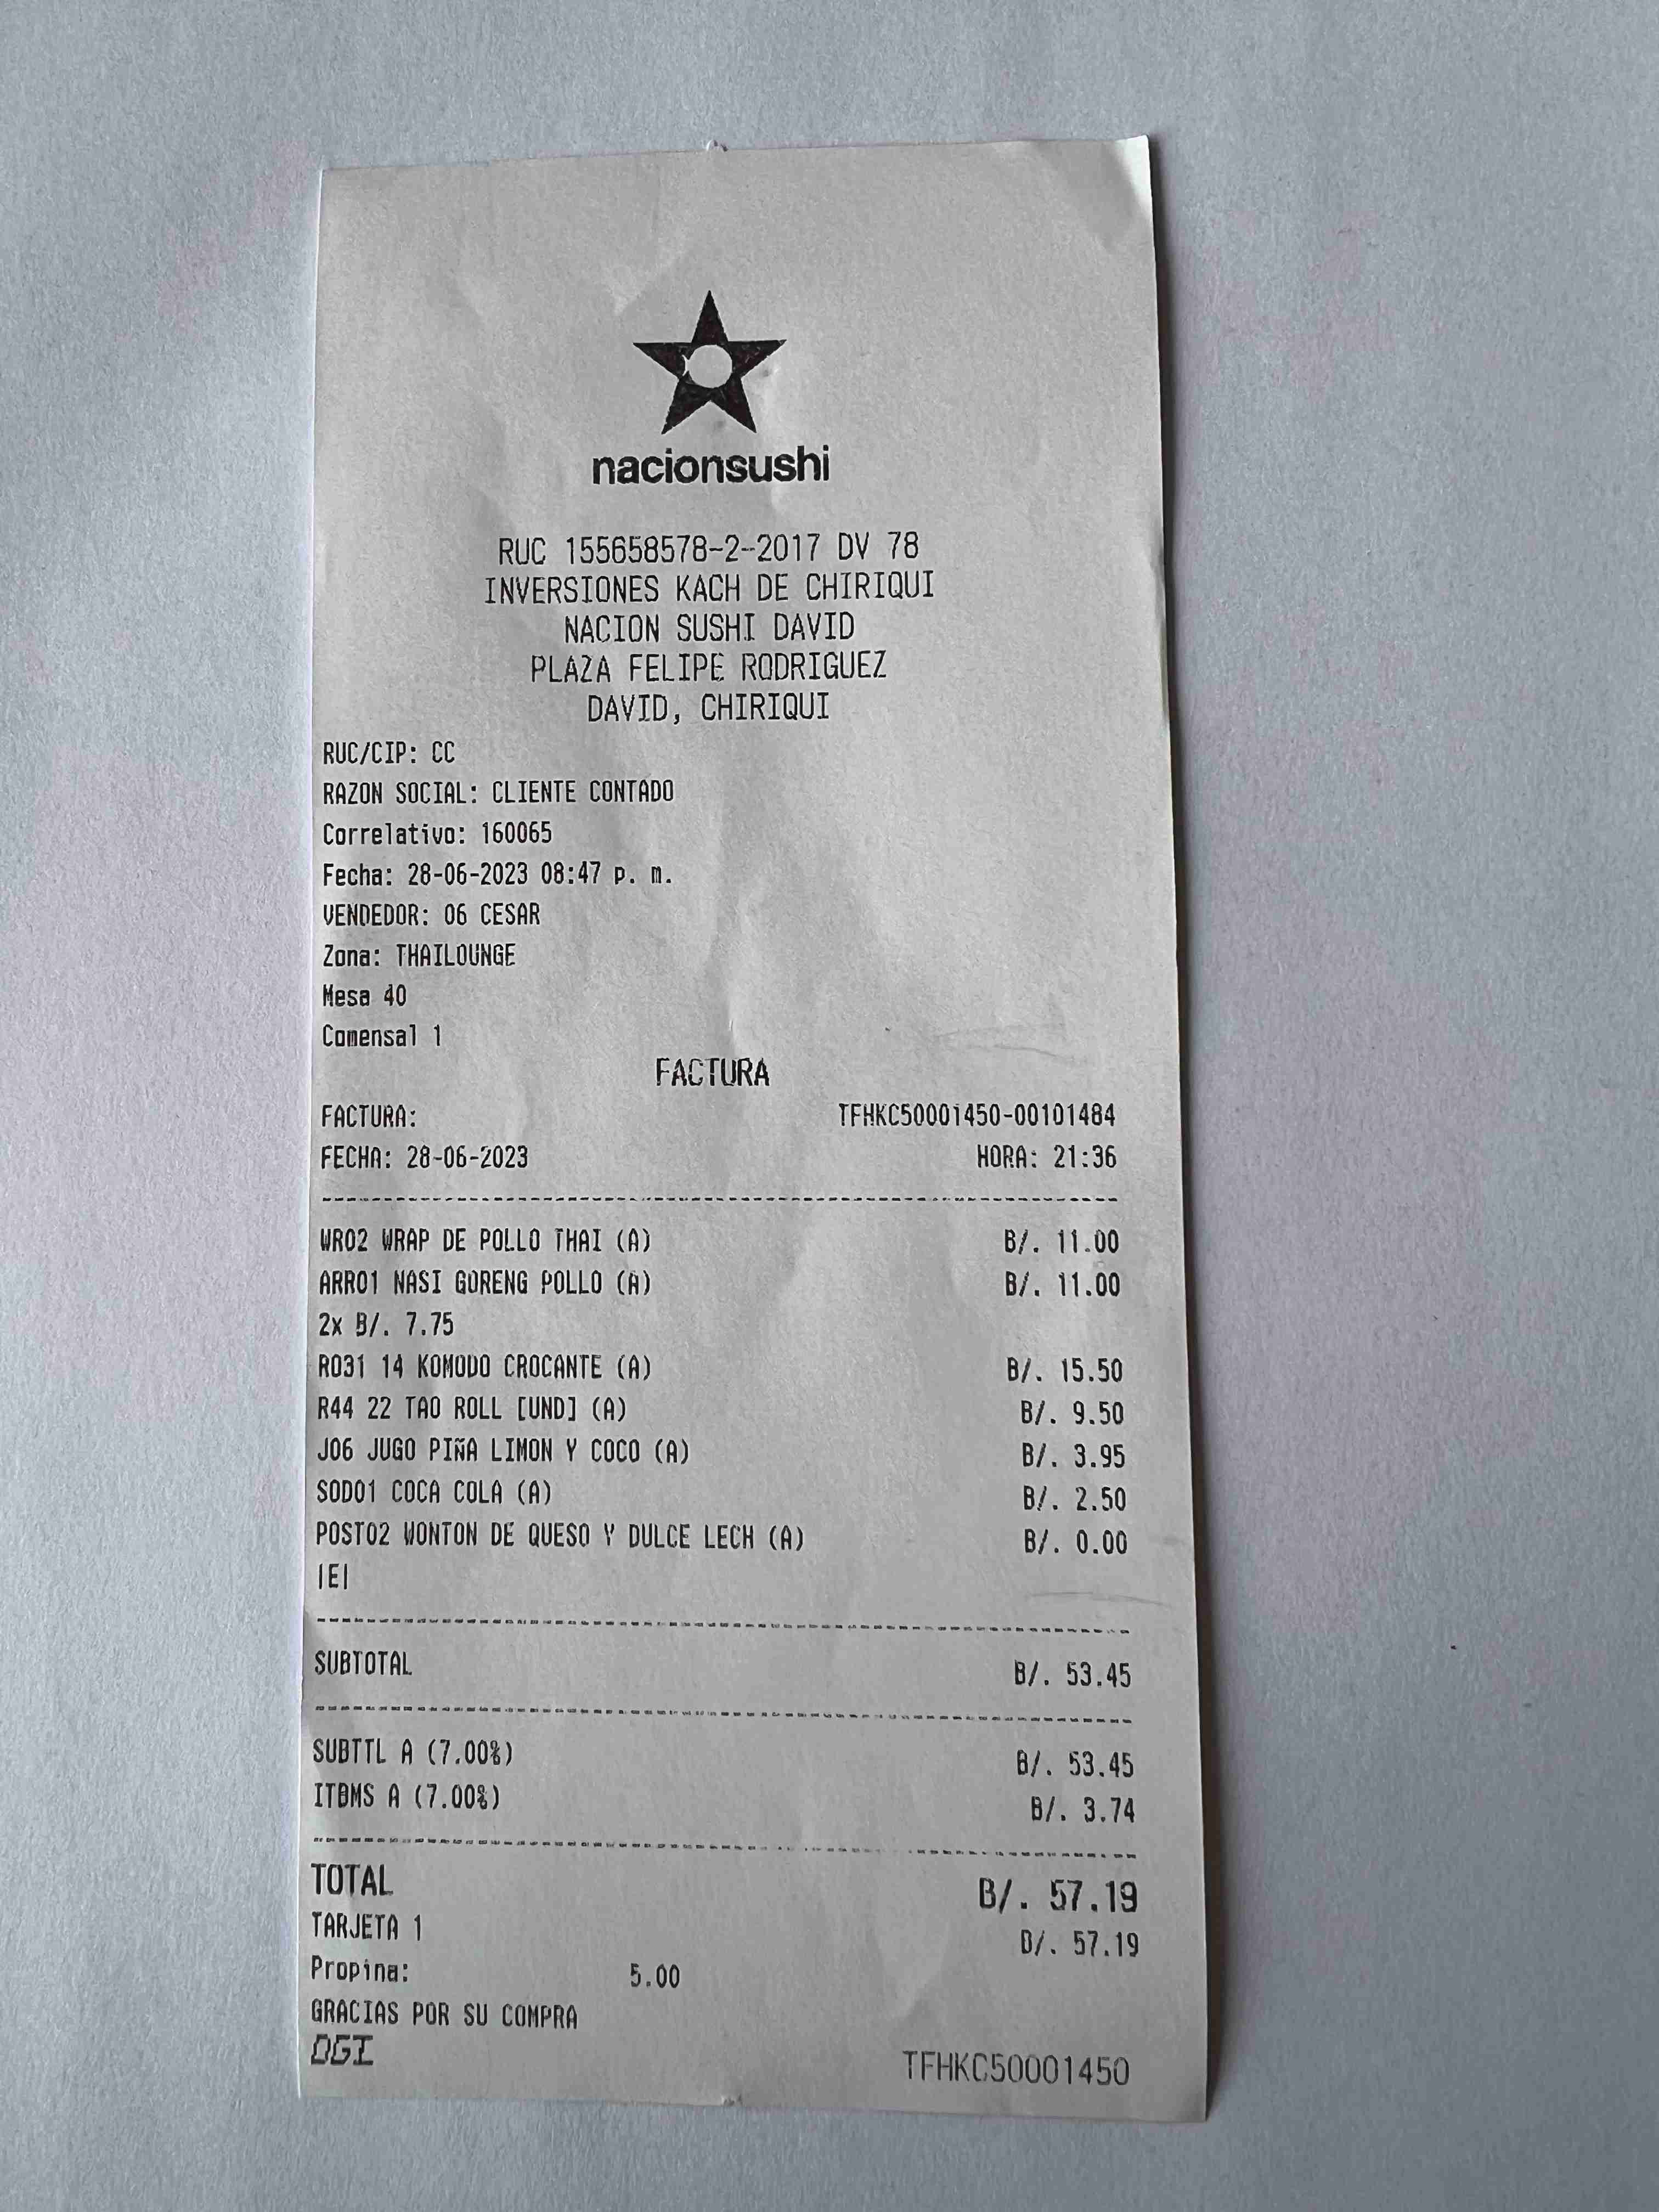 nacionsushi
RUC 155658578-2-2017 DV 78
INVERSIONES KACH DE CHIRIQUI
NACION SUSHI DAVID
PLAZA FELIPE RODRIGUEZ
DAVID, CHIRIQUI
RUC/CIP: CC
RAZON SOCIAL: CLIENTE CONTADO
Correlativo: 160065
Fecha: 28-06-2023 08:47 p. m.
VENDEDOR: 06 CESAR
Zona: THAILOUNGE
Mesa 40
Comensal 1
FACTURA
FACTURA: TFHKC50001450-00101484
FECHA: 28-06-2023 HORA: 21:36
WR02 WRAP DE POLLO THAI (A) B/. 11.00
ARR01 NASI GORENG POLLO (A) B/. 11.00
2x B/. 7.75
RO31 14 KOMODO CROCANTE (A) B/. 15.50
R44 22 TAO ROLL [UND] (A) B/. 9.50
J06 JUGO PIÑA LIMON Y COCO (A) B/. 3.95
SOD01 COCA COLA (A) B/. 2.50
POST02 WONTON DE QUESO Y DULCE LECH (A) B/. 0.00
|E|
SUBTOTAL B/. 53.45
SUBTTL A (7.00%) B/. 53.45
ITBMS A (7.00%) B/. 3.74
TOTAL B/. 57.19
TARJETA 1 B/. 57.19
Propina: 5.00
GRACIAS POR SU COMPRA
DGI TFHKC50001450